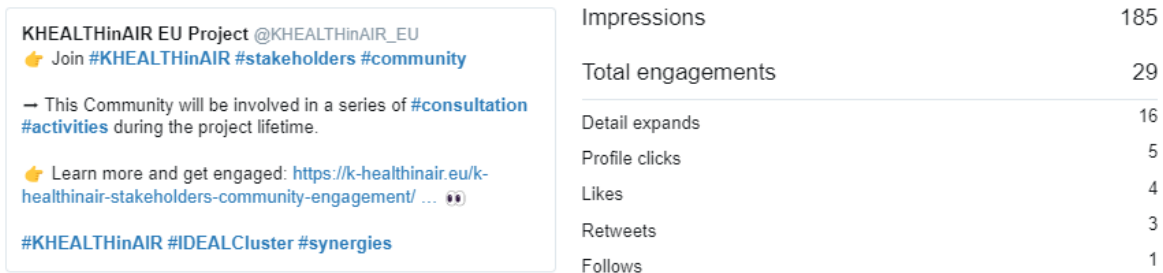 KHEALTHinAIR EU Project @KHEALTHinAIR_EU
👉 Join #KHEALTHinAIR #stakeholders #community
→ This Community will be involved in a series of #consultation
#activities during the project lifetime.
👉 Learn more and get engaged: https://k-healthinair.eu/k-
healthinair-stakeholders-community-engagement/ … 👀
#KHEALTHinAIR #IDEALCluster #synergies
Impressions 185
Total engagements 29
Detail expands 16
Profile clicks 5
Likes 4
Retweets 3
Follows 1